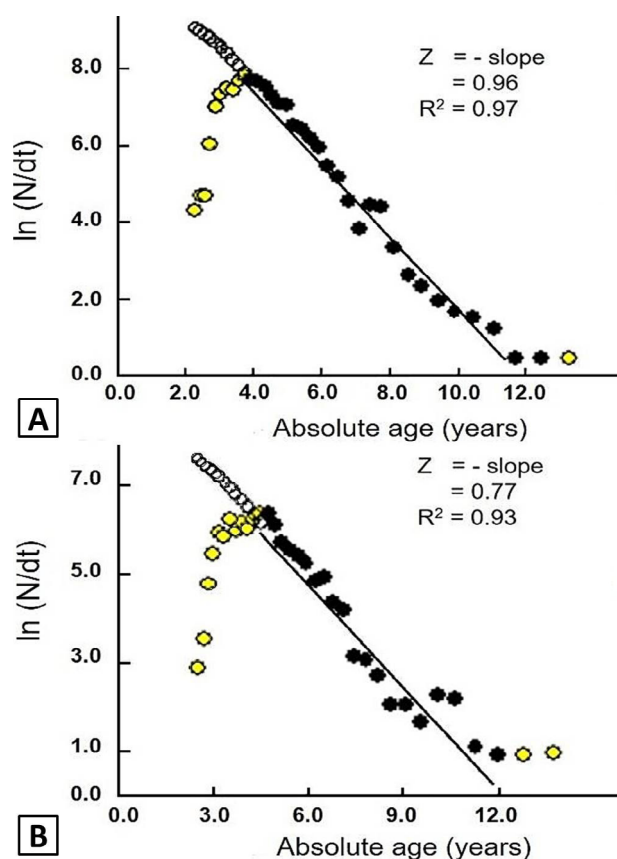 Z = - slope
= 0.96
R² = 0.97
8.0
6.0
4.0
2.0
0.0
ln (N/dt)
0.0 2.0 4.0 6.0 8.0 10.0 12.0
Absolute age (years)
A
Z = - slope
= 0.77
R² = 0.93
7.0
5.0
3.0
1.0
0.0
ln (N/dt)
0.0 3.0 6.0 9.0 12.0
Absolute age (years)
B